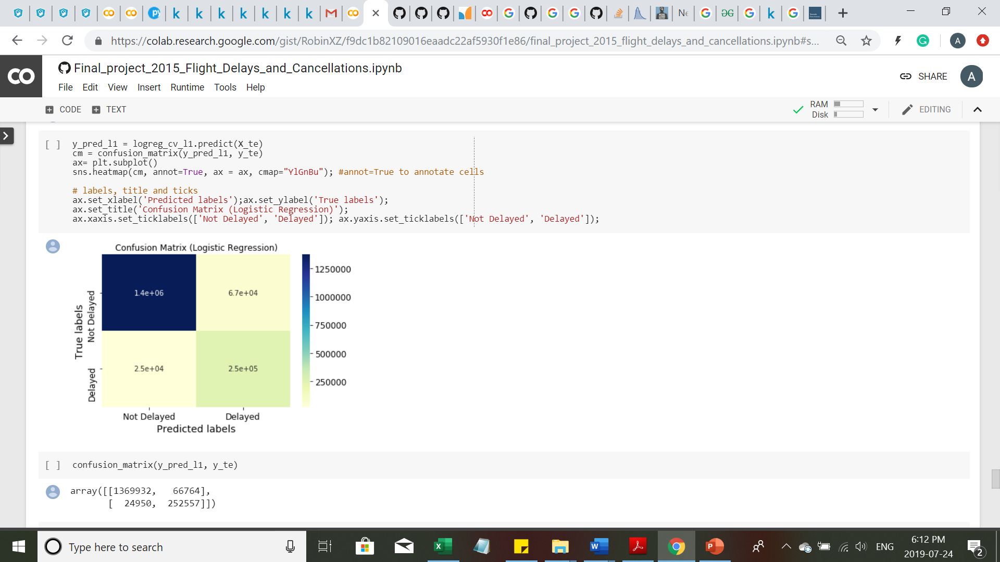 https://colab.research.google.com/gist/RobinXZ/f9dc1b82109016eaadc22af5930f1e86/final_project_2015_flight_delays_and_cancellations.ipynb#s...
A
Final_project_2015_Flight_Delays_and_Cancellations.ipynb
SHARE
A
File Edit View Insert Runtime Tools Help
CODE TEXT
RAM
Disk
EDITING
[ ] y_pred_l1 = logreg_cv_l1.predict(X_te)
cm = confusion_matrix(y_pred_l1, y_te)
ax= plt.subplot()
sns.heatmap(cm, annot=True, ax = ax, cmap="YlGnBu"); #annot=True to annotate cells
# labels, title and ticks
ax.set_xlabel('Predicted labels');ax.set_ylabel('True labels');
ax.set_title('Confusion Matrix (Logistic Regression)');
ax.xaxis.set_ticklabels(['Not Delayed', 'Delayed']); ax.yaxis.set_ticklabels(['Not Delayed', 'Delayed']);
Confusion Matrix (Logistic Regression)
True labels
Not Delayed
Delayed
1.4e+06 6.7e+04
2.5e+04 2.5e+05
1250000
1000000
750000
500000
250000
Not Delayed Delayed
Predicted labels
[ ] confusion_matrix(y_pred_l1, y_te)
array([[1369932, 66764],
[ 24950, 252557]])
Type here to search
ENG
6:12 PM
2019-07-24
2